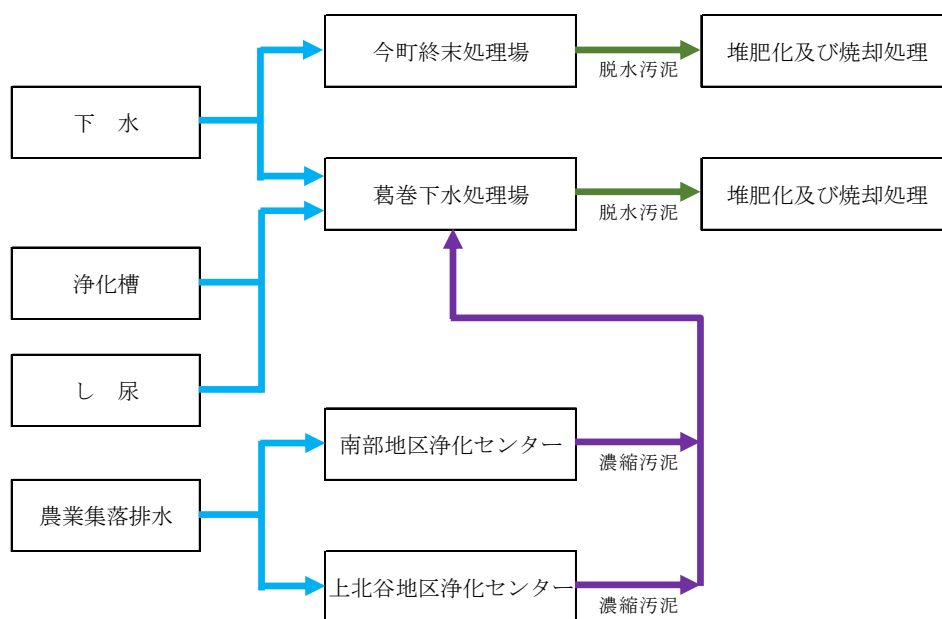 今町終末処理場
脱水汚泥
堆肥化及び焼却処理
下　水
葛巻下水処理場
脱水汚泥
堆肥化及び焼却処理
浄化槽
し　尿
南部地区浄化センター
濃縮汚泥
農業集落排水
上北谷地区浄化センター
濃縮汚泥